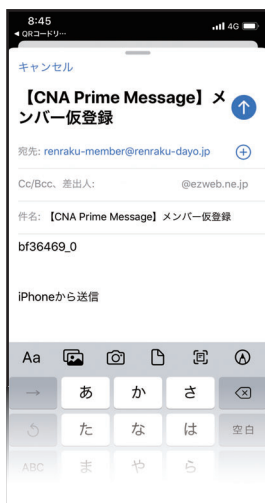 8:45
4G
◀ QRコードリ…
キャンセル
【CNA Prime Message】メ
ンバー仮登録
宛先: renraku-member@renraku-dayo.jp
Cc/Bcc、差出人: @ezweb.ne.jp
件名: 【CNA Prime Message】メンバー仮登録
bf36469_0
iPhoneから送信
Aa
→ あ か さ
た な は 空白
ABC ま や ら